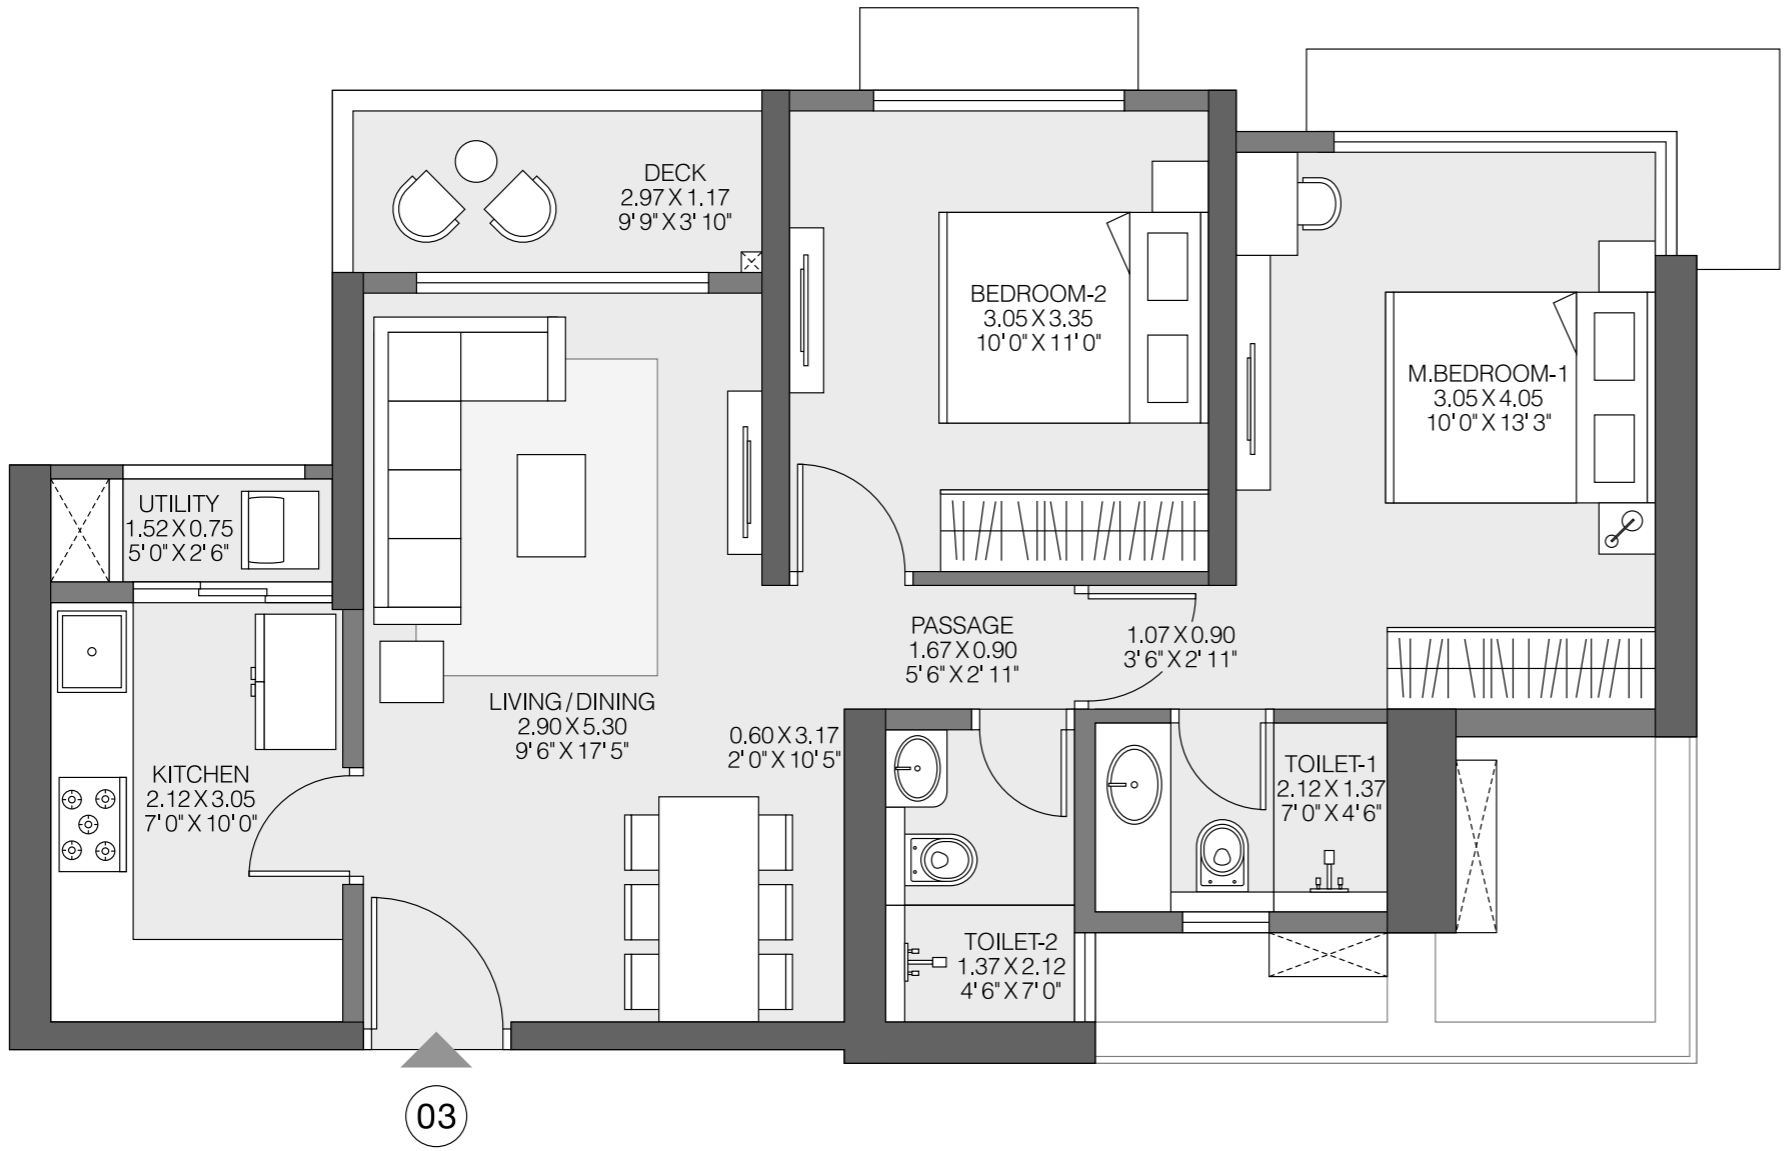 DECK
2.97 X 1.17
9'9" X 3'10"
BEDROOM-2
3.05 X 3.35
10'0" X 11'0"
M.BEDROOM-1
3.05 X 4.05
10'0" X 13'3"
UTILITY
1.52 X 0.75
5'0" X 2'6"
PASSAGE
1.67 X 0.90
5'6" X 2'11"
1.07 X 0.90
3'6" X 2'11"
LIVING/DINING
2.90 X 5.30
9'6" X 17'5"
0.60 X 3.17
2'0" X 10'5"
KITCHEN
2.12 X 3.05
7'0" X 10'0"
TOILET-1
2.12 X 1.37
7'0" X 4'6"
TOILET-2
1.37 X 2.12
4'6" X 7'0"
03